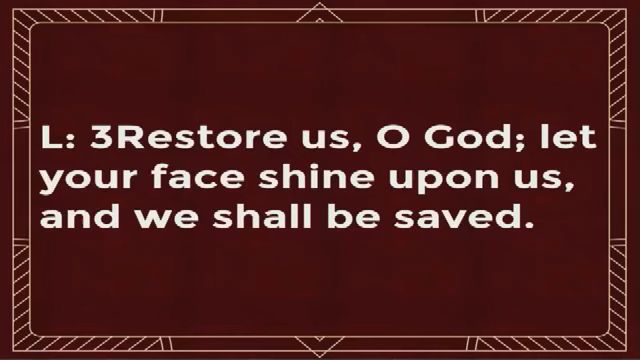 L: 3Restore us, O God; let
your face shine upon us,
and we shall be saved.